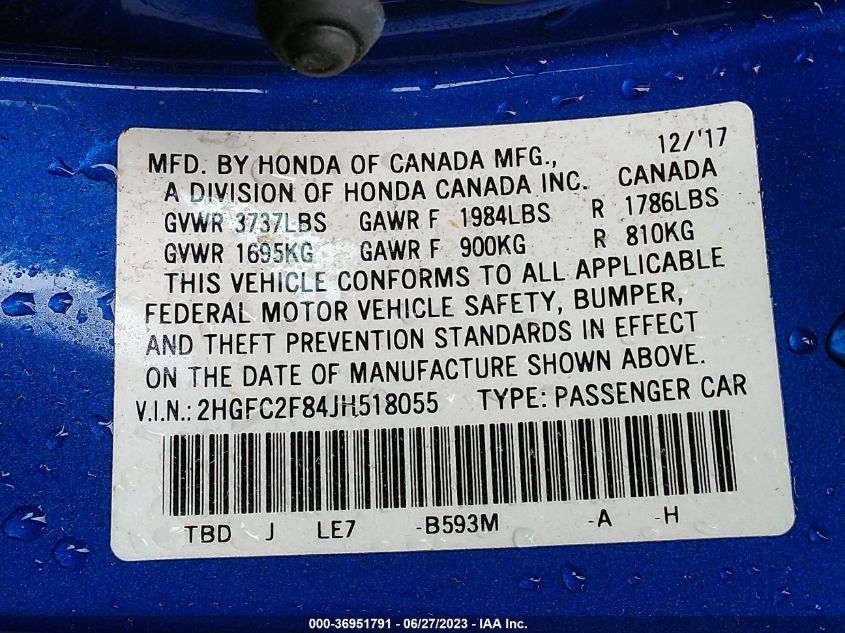 12/'17
MFD. BY HONDA OF CANADA MFG.,
A DIVISION OF HONDA CANADA INC. CANADA
GVWR 3737LBS GAWR F 1984LBS R 1786LBS
GVWR 1695KG GAWR F 900KG R 810KG
THIS VEHICLE CONFORMS TO ALL APPLICABLE
FEDERAL MOTOR VEHICLE SAFETY, BUMPER,
AND THEFT PREVENTION STANDARDS IN EFFECT
ON THE DATE OF MANUFACTURE SHOWN ABOVE.
V.I.N.: 2HGFC2F84JH518055 TYPE: PASSENGER CAR
TBD J LE7 -B593M -A -H
000-36951791 - 06/27/2023 - IAA Inc.